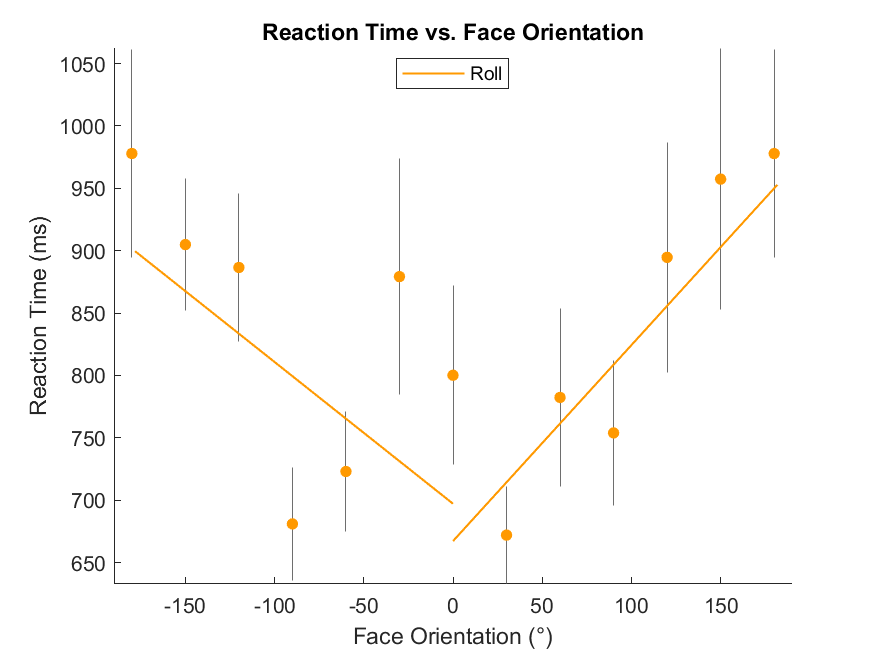 Reaction Time vs. Face Orientation
Roll
Reaction Time (ms)
1050
1000
950
900
850
800
750
700
650
-150 -100 -50 0 50 100 150
Face Orientation (°)